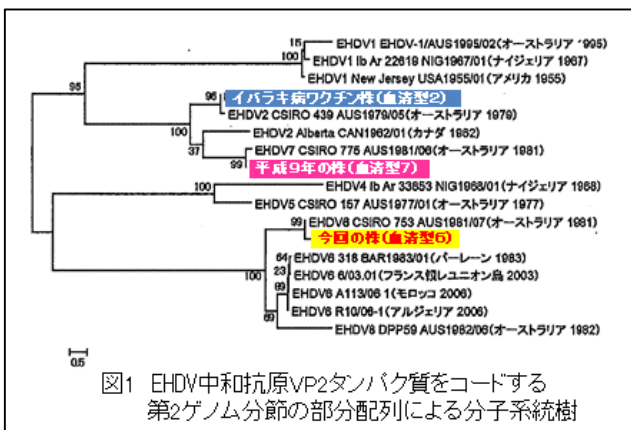 15
EHDV1 EHDV-1/AUS1995/02(オーストラリア 1995)
100
EHDV1 Ib Ar 22619 NIG1967/01(ナイジェリア 1967)
EHDV1 New Jersey USA1955/01(アメリカ 1955)
95
96
イバラキ病ワクチン株(血清型2)
EHDV2 CSIRO 439 AUS1979/05(オーストラリア 1979)
100
EHDV2 Alberta CAN1962/01(カナダ 1962)
37
EHDV7 CSIRO 775 AUS1981/06(オーストラリア 1981)
99
平成9年の株(血清型7)
100
EHDV4 Ib Ar 33853 NIG1968/01(ナイジェリア 1968)
EHDV5 CSIRO 157 AUS1977/01(オーストラリア 1977)
99
EHDV8 CSIRO 753 AUS1981/07(オーストラリア 1981)
今回の株(血清型6)
64
EHDV6 318 BAR1983/01(バーレーン 1983)
100
23
EHDV6 6/03.01(フランス領レユニオン島 2003)
89
EHDV6 A113/06 1(モロッコ 2006)
EHDV6 R10/06-1(アルジェリア 2006)
69
EHDV8 DPP59 AUS1982/06(オーストラリア 1982)
0.5
図1 EHDV中和抗原VP2タンパク質をコードする
第2ゲノム分節の部分配列による分子系統樹